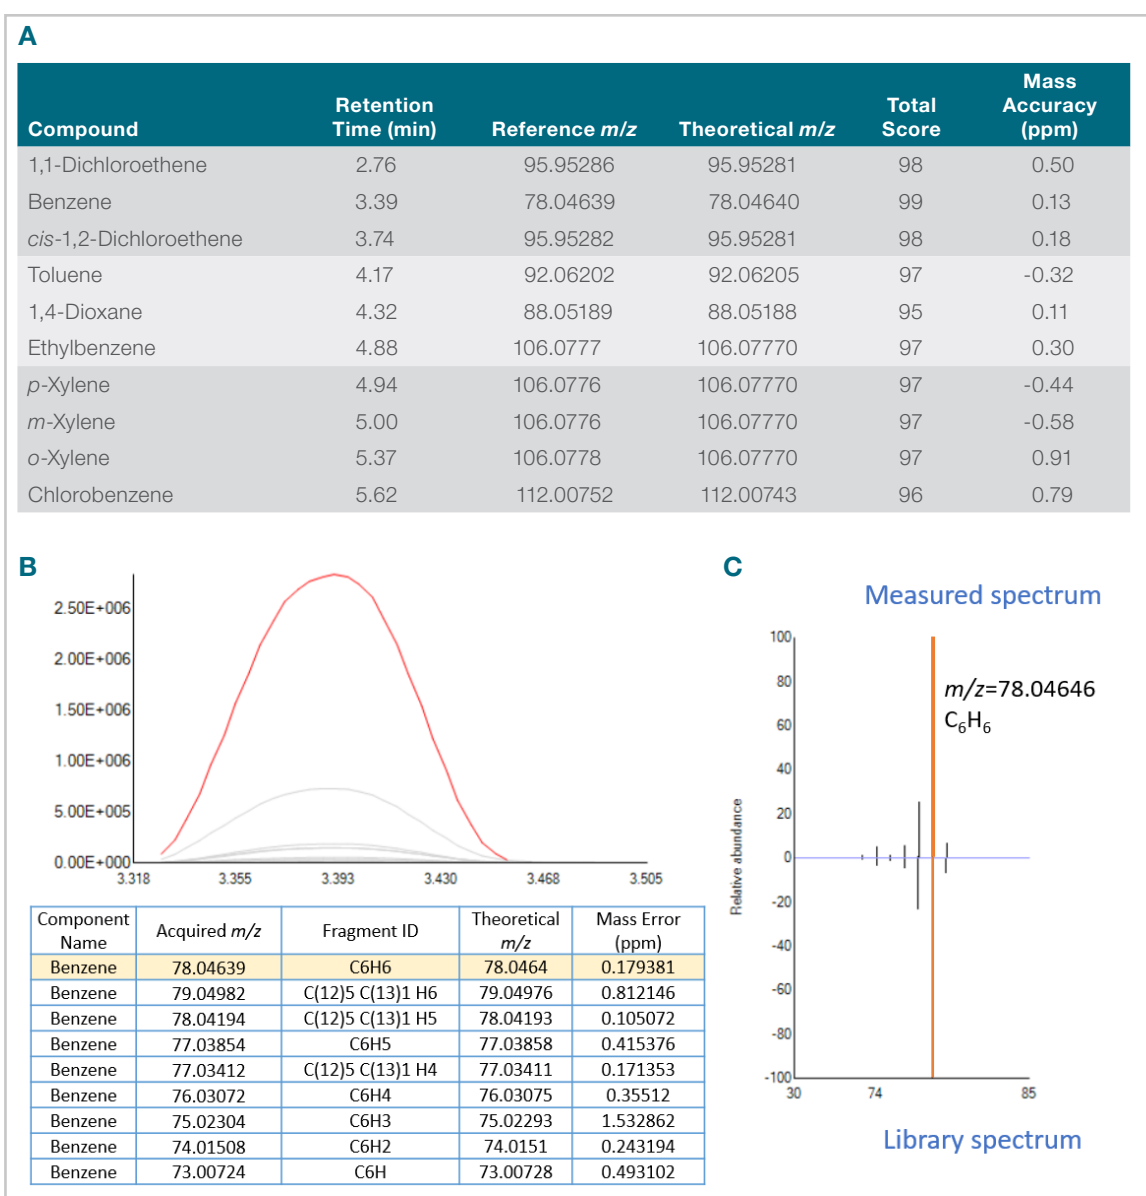 A
Compound Retention Time (min) Reference m/z Theoretical m/z Total Score Mass Accuracy (ppm)
1,1-Dichloroethene 2.76 95.95286 95.95281 98 0.50
Benzene 3.39 78.04639 78.04640 99 0.13
cis-1,2-Dichloroethene 3.74 95.95282 95.95281 98 0.18
Toluene 4.17 92.06202 92.06205 97 -0.32
1,4-Dioxane 4.32 88.05189 88.05188 95 0.11
Ethylbenzene 4.88 106.0777 106.07770 97 0.30
p-Xylene 4.94 106.0776 106.07770 97 -0.44
m-Xylene 5.00 106.0776 106.07770 97 -0.58
o-Xylene 5.37 106.0778 106.07770 97 0.91
Chlorobenzene 5.62 112.00752 112.00743 96 0.79
B
2.50E+006
2.00E+006
1.50E+006
1.00E+006
5.00E+005
0.00E+000
3.318 3.355 3.393 3.430 3.468 3.505
Component Name Acquired m/z Fragment ID Theoretical m/z Mass Error (ppm)
Benzene 78.04639 C6H6 78.0464 0.179381
Benzene 79.04982 C(12)5 C(13)1 H6 79.04976 0.812146
Benzene 78.04194 C(12)5 C(13)1 H5 78.04193 0.105072
Benzene 77.03854 C6H5 77.03858 0.415376
Benzene 77.03412 C(12)5 C(13)1 H4 77.03411 0.171353
Benzene 76.03072 C6H4 76.03075 0.35512
Benzene 75.02304 C6H3 75.02293 1.532862
Benzene 74.01508 C6H2 74.0151 0.243194
Benzene 73.00724 C6H 73.00728 0.493102
C
Measured spectrum
m/z=78.04646
C6H6
Relative abundance
100
80
60
40
20
0
-20
-40
-60
-80
-100
30 74 85
Library spectrum